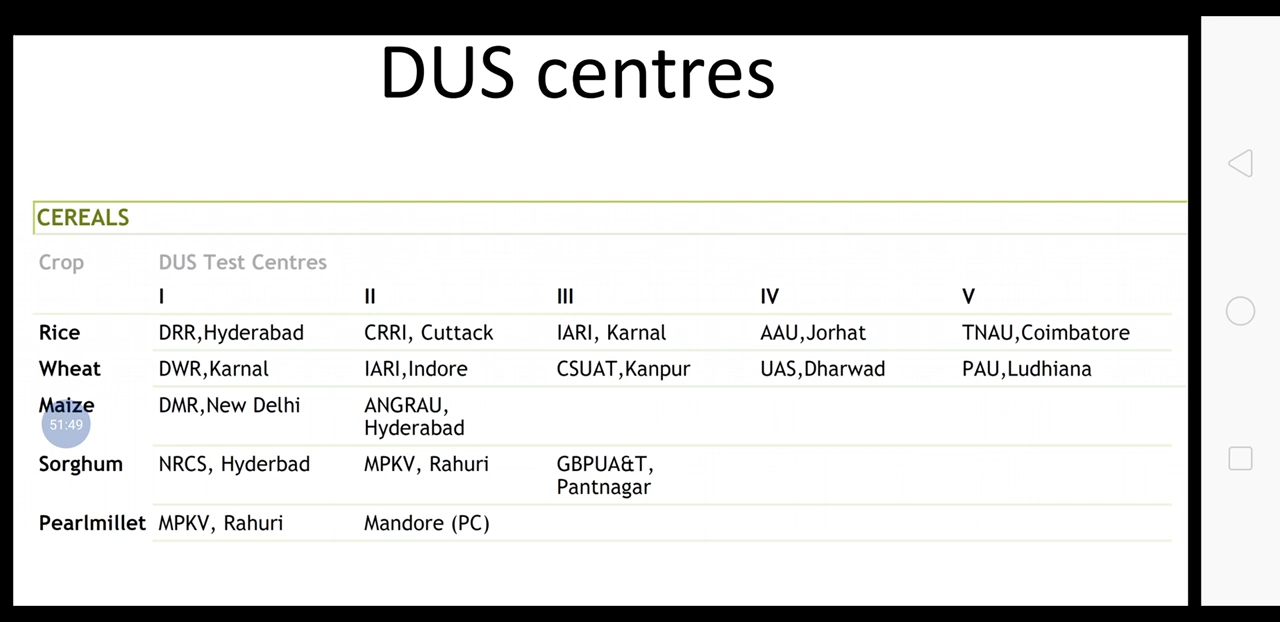 DUS centres
CEREALS
Crop DUS Test Centres
I II III IV V
Rice DRR,Hyderabad CRRI, Cuttack IARI, Karnal AAU,Jorhat TNAU,Coimbatore
Wheat DWR,Karnal IARI,Indore CSUAT,Kanpur UAS,Dharwad PAU,Ludhiana
Maize DMR,New Delhi ANGRAU,
Hyderabad
51:49
Sorghum NRCS, Hyderbad MPKV, Rahuri GBPUA&T,
Pantnagar
Pearlmillet MPKV, Rahuri Mandore (PC)